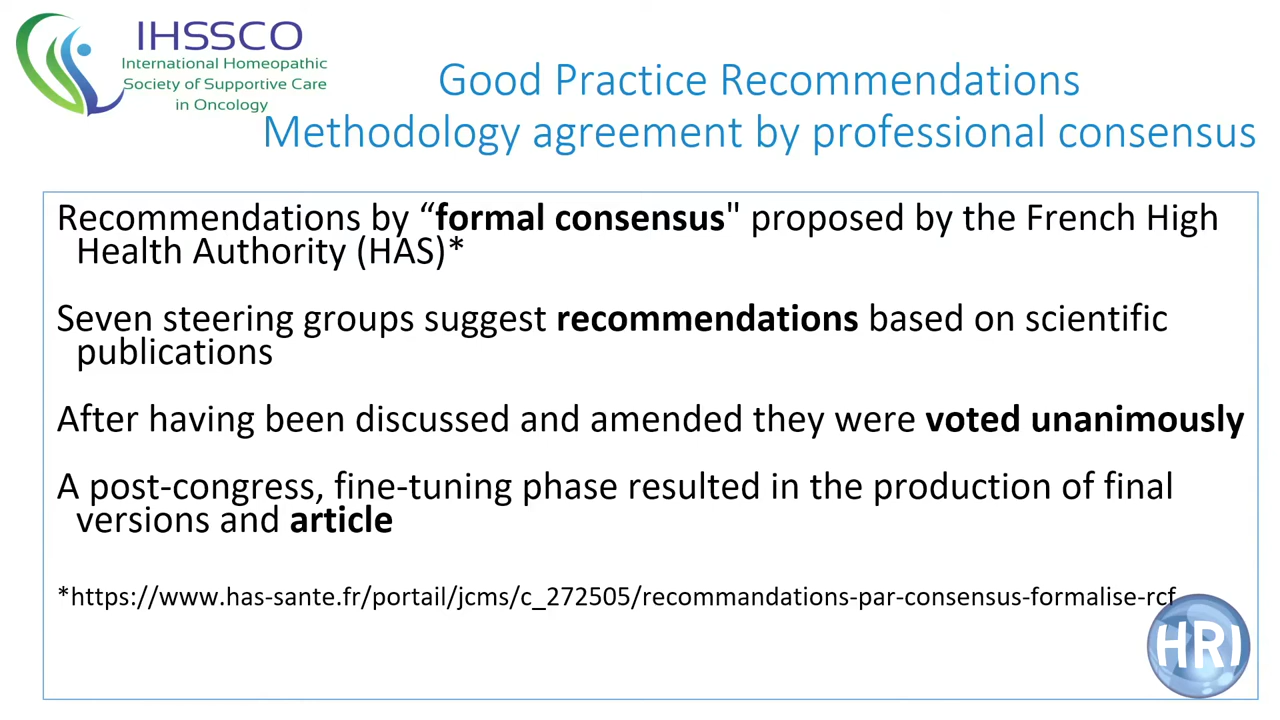 IHSSCO
International Homeopathic
Society of Supportive Care
in Oncology
Good Practice Recommendations
Methodology agreement by professional consensus
Recommendations by “formal consensus" proposed by the French High
Health Authority (HAS)*
Seven steering groups suggest recommendations based on scientific
publications
After having been discussed and amended they were voted unanimously
A post-congress, fine-tuning phase resulted in the production of final
versions and article
*https://www.has-sante.fr/portail/jcms/c_272505/recommandations-par-consensus-formalise-rcf
HRI